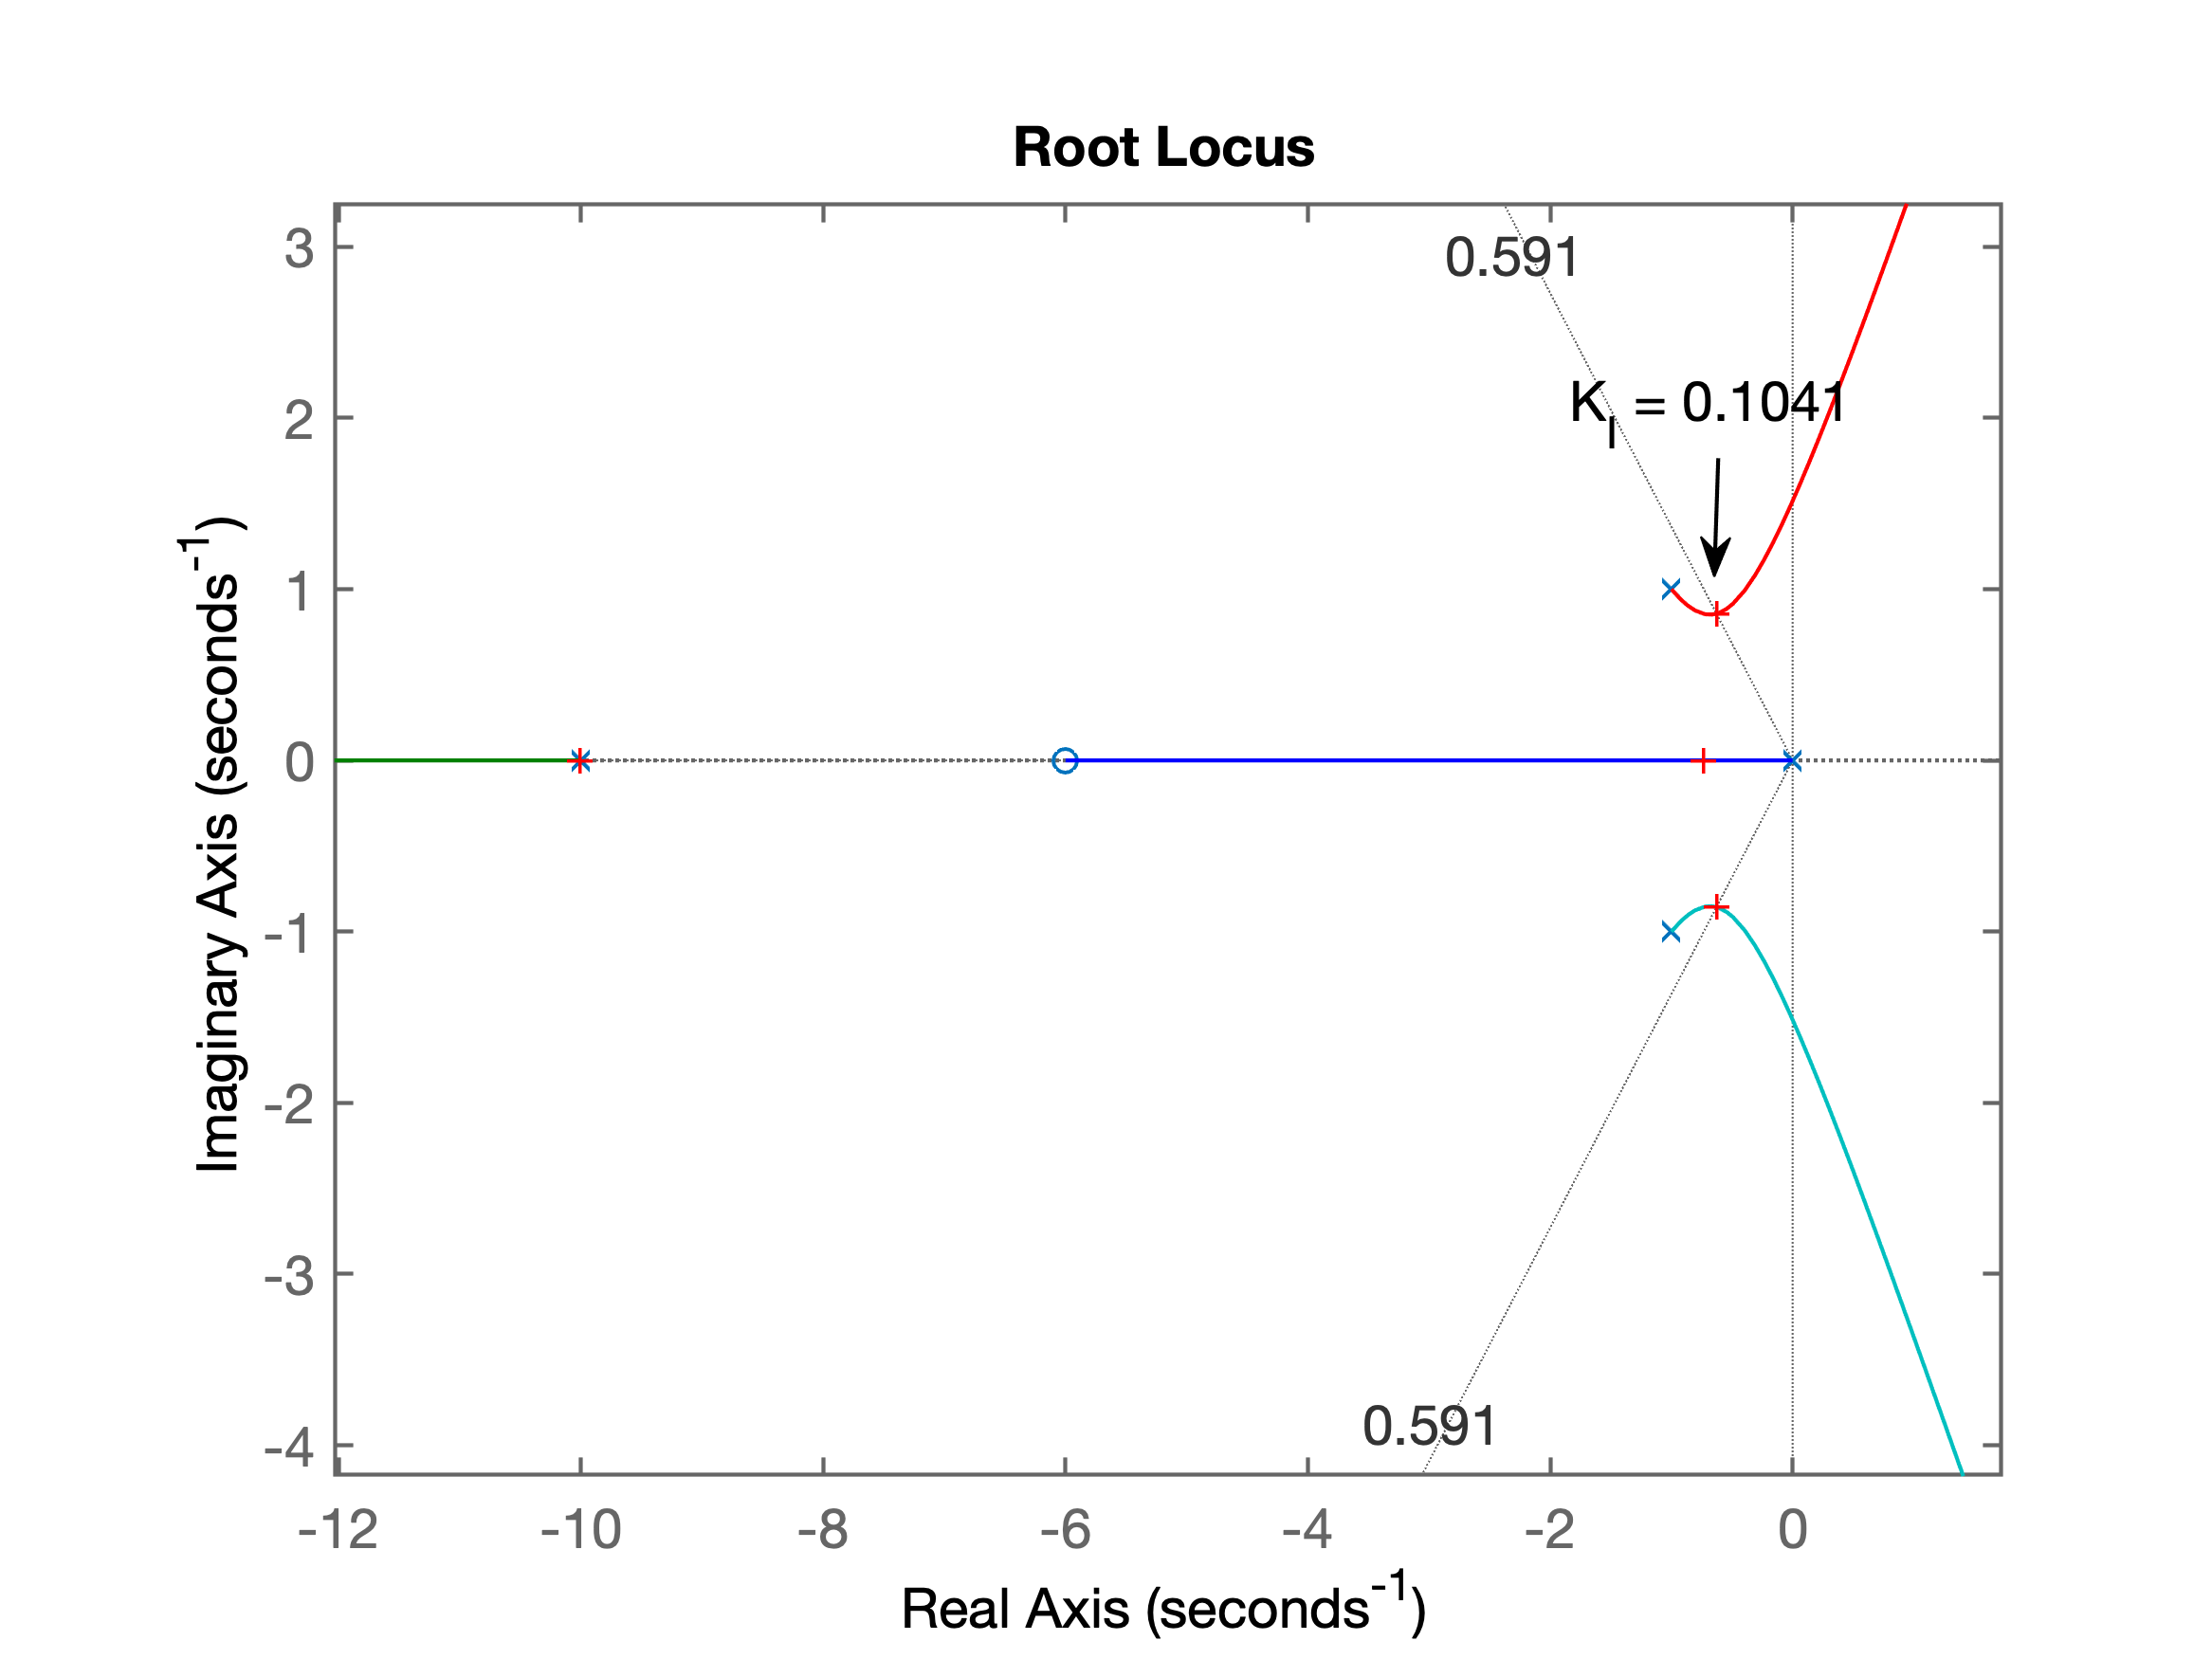 Root Locus
3
0.591
K_I = 0.1041
2
1
0
-1
-2
-3
-4
0.591
-12 -10 -8 -6 -4 -2 0
Real Axis (seconds^-1)
Imaginary Axis (seconds^-1)